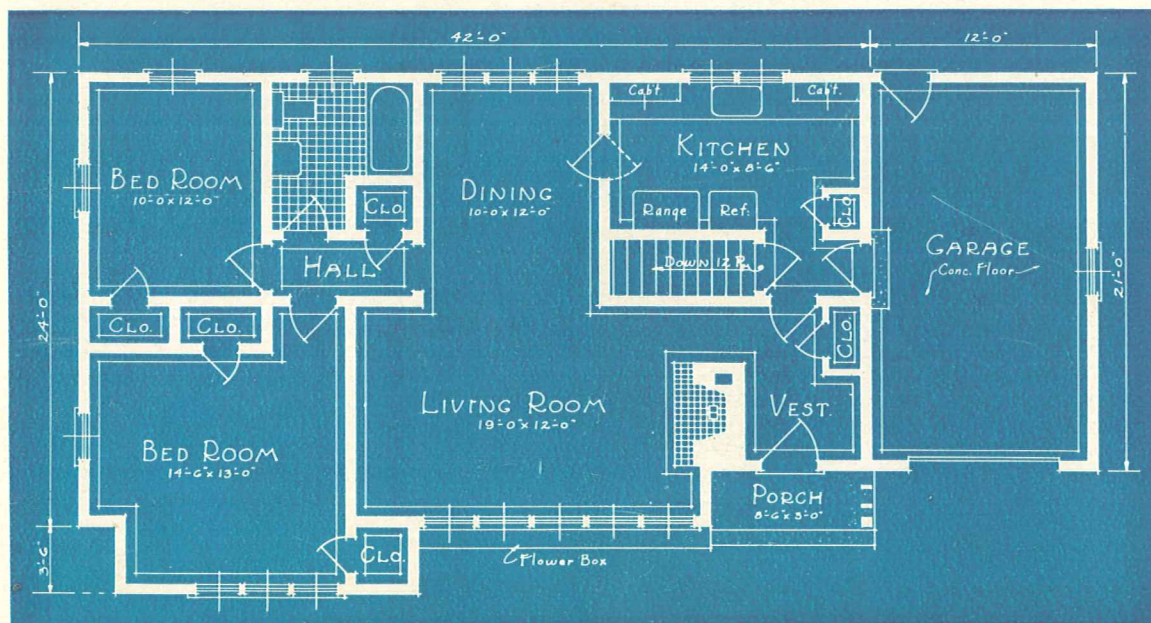 42'-0"
12'-0"
Cab't.
Cab't.
KITCHEN
14'-0" x 8'-6"
BED ROOM
10'-0" x 12'-0"
DINING
10'-0" x 12'-0"
CLO.
Range
Ref.
CLO.
HALL
DOWN 12 R.
GARAGE
Conc. Floor
24'-0"
21'-0"
CLO.
CLO.
CLO.
LIVING ROOM
19'-0" x 12'-0"
VEST.
BED ROOM
14'-6" x 13'-0"
PORCH
8'-6" x 3'-0"
CLO.
Flower Box
3'-6"